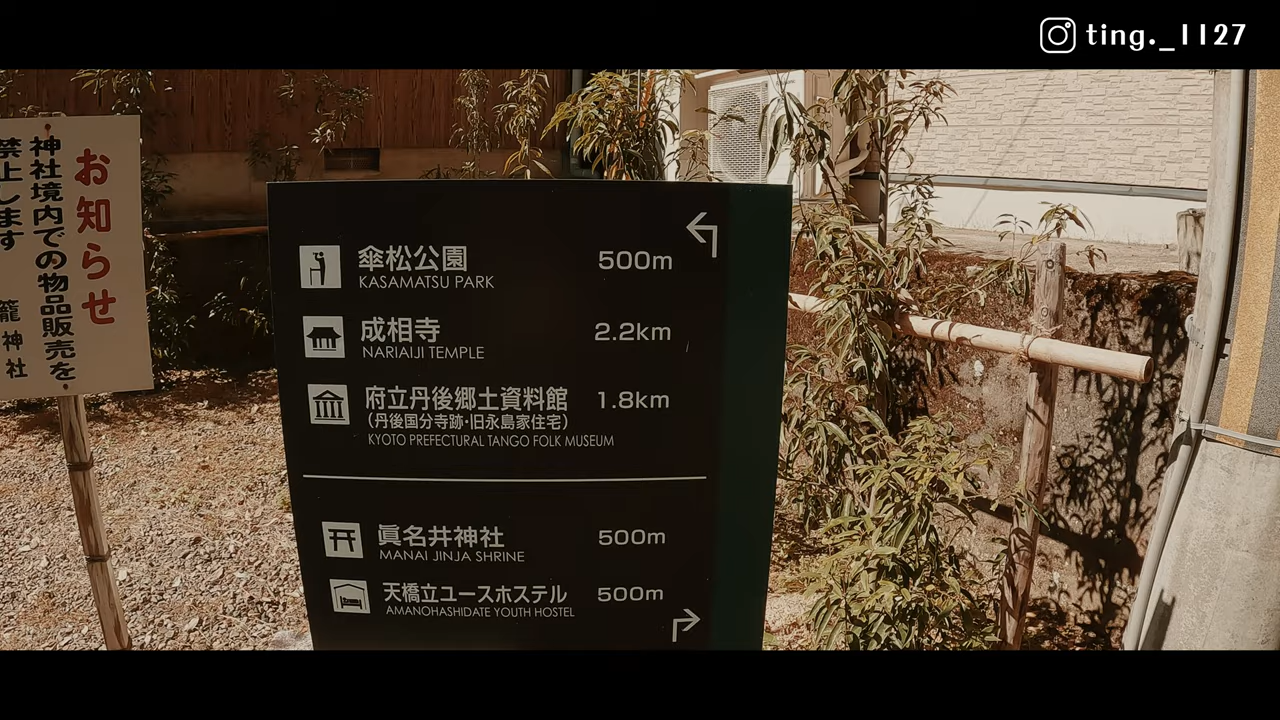 ting._1127
お知らせ
神社境内での物品販売を
禁止します
籠神社
傘松公園 500m
KASAMATSU PARK
成相寺 2.2km
NARIAIJI TEMPLE
府立丹後郷土資料館 1.8km
(丹後国分寺跡·旧永島家住宅)
KYOTO PREFECTURAL TANGO FOLK MUSEUM
眞名井神社 500m
MANAI JINJA SHRINE
天橋立ユースホステル 500m
AMANOHASHIDATE YOUTH HOSTEL